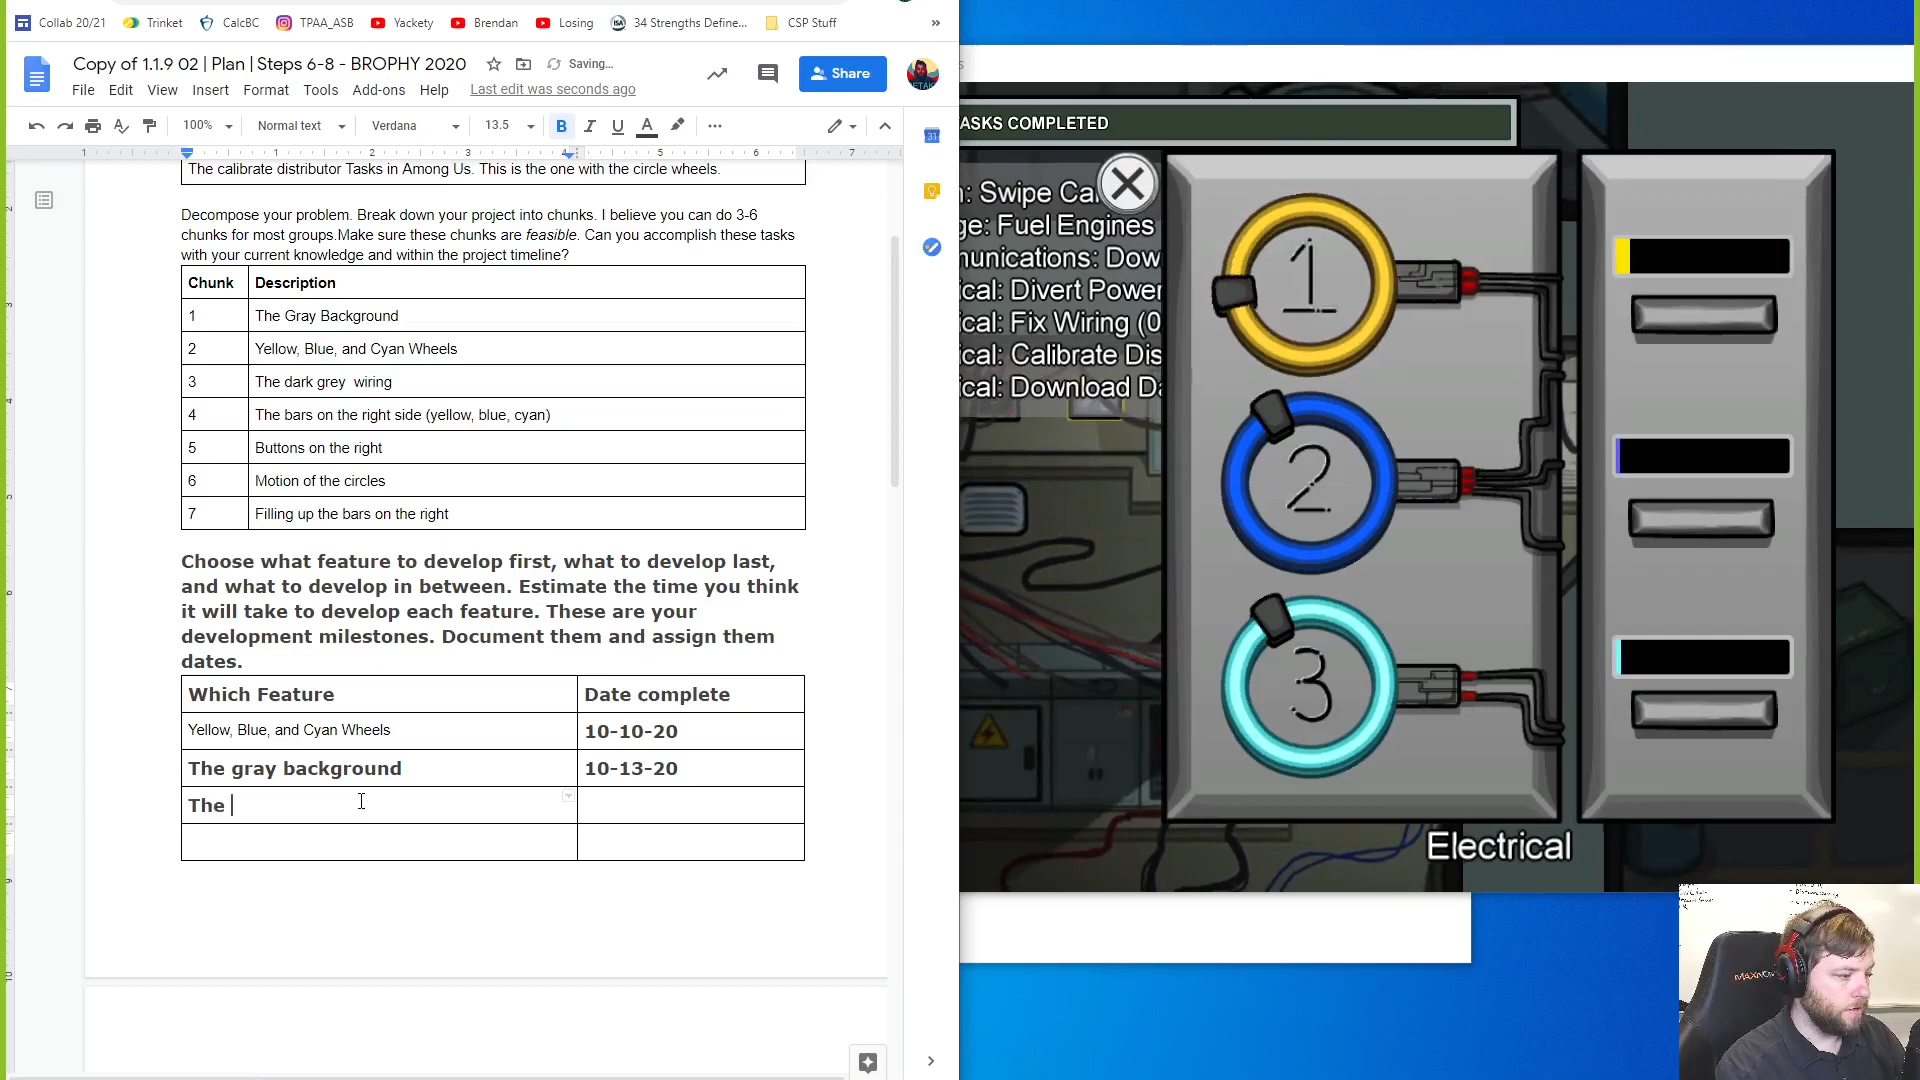 Collab 20/21 Trinket CalcBC TPAA_ASB Yackety Brendan Losing 34 Strengths Define... CSP Stuff »
Copy of 1.1.9 02 | Plan | Steps 6-8 - BROPHY 2020 Saving...
Share
File Edit View Insert Format Tools Add-ons Help Last edit was seconds ago
100% Normal text Verdana 13.5 B I U A
1 1 2 3 4 5 6 7
The calibrate distributor Tasks in Among Us. This is the one with the circle wheels.
Decompose your problem. Break down your project into chunks. I believe you can do 3-6
chunks for most groups.Make sure these chunks are feasible. Can you accomplish these tasks
with your current knowledge and within the project timeline?
Chunk Description
1 The Gray Background
2 Yellow, Blue, and Cyan Wheels
3 The dark grey wiring
4 The bars on the right side (yellow, blue, cyan)
5 Buttons on the right
6 Motion of the circles
7 Filling up the bars on the right
Choose what feature to develop first, what to develop last,
and what to develop in between. Estimate the time you think
it will take to develop each feature. These are your
development milestones. Document them and assign them
dates.
Which Feature Date complete
Yellow, Blue, and Cyan Wheels 10-10-20
The gray background 10-13-20
The
ASKS COMPLETED
n: Swipe Ca
ge: Fuel Engines
unications: Dow
ical: Divert Power
ical: Fix Wiring (0
ical: Calibrate Dis
ical: Download Da
1
2
3
Electrical